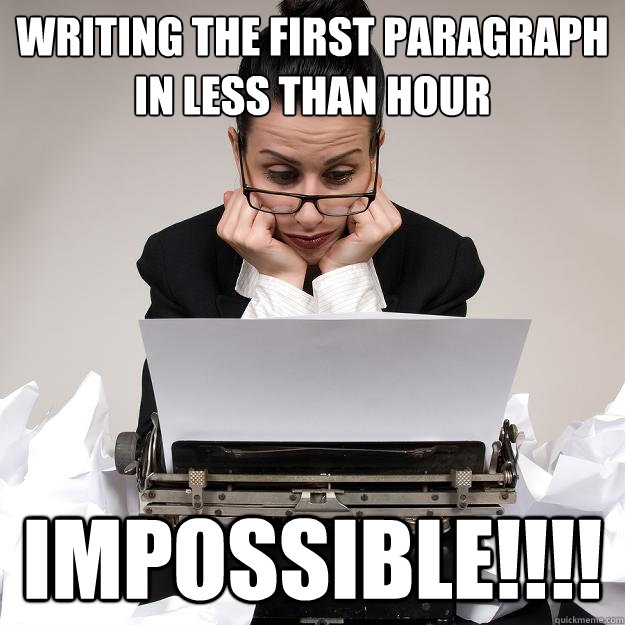 WRITING THE FIRST PARAGRAPH
IN LESS THAN HOUR
IMPOSSIBLE!!!!
quickmeme.com